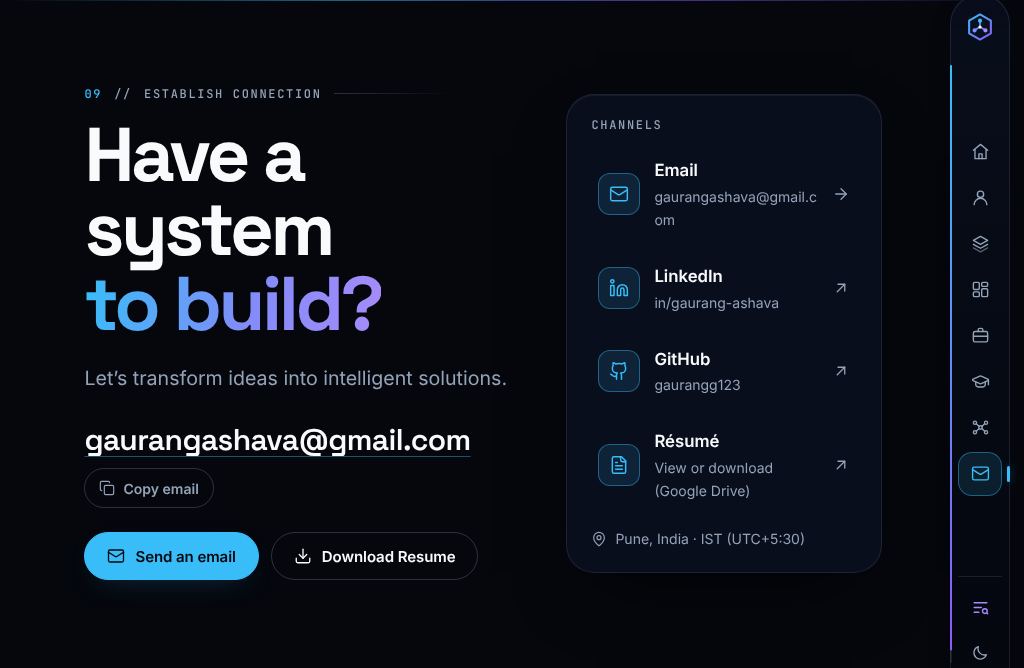 09 // ESTABLISH CONNECTION
Have a
system
to build?
Let’s transform ideas into intelligent solutions.
gaurangashava@gmail.com
Copy email
Send an email
Download Resume
CHANNELS
Email
gaurangashava@gmail.c
om
LinkedIn
in/gaurang-ashava
GitHub
gaurangg123
Résumé
View or download
(Google Drive)
Pune, India · IST (UTC+5:30)